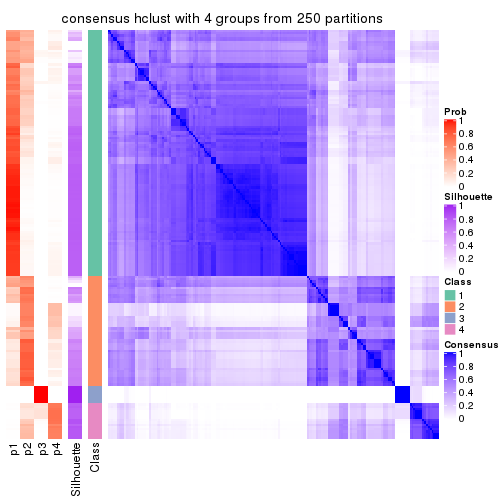 consensus hclust with 4 groups from 250 partitions
p1
p2
p3
p4
Silhouette
Class
Prob
1
0.8
0.6
0.4
0.2
0
Silhouette
1
0.8
0.6
0.4
0.2
0
Class
1
2
3
4
Consensus
1
0.8
0.6
0.4
0.2
0